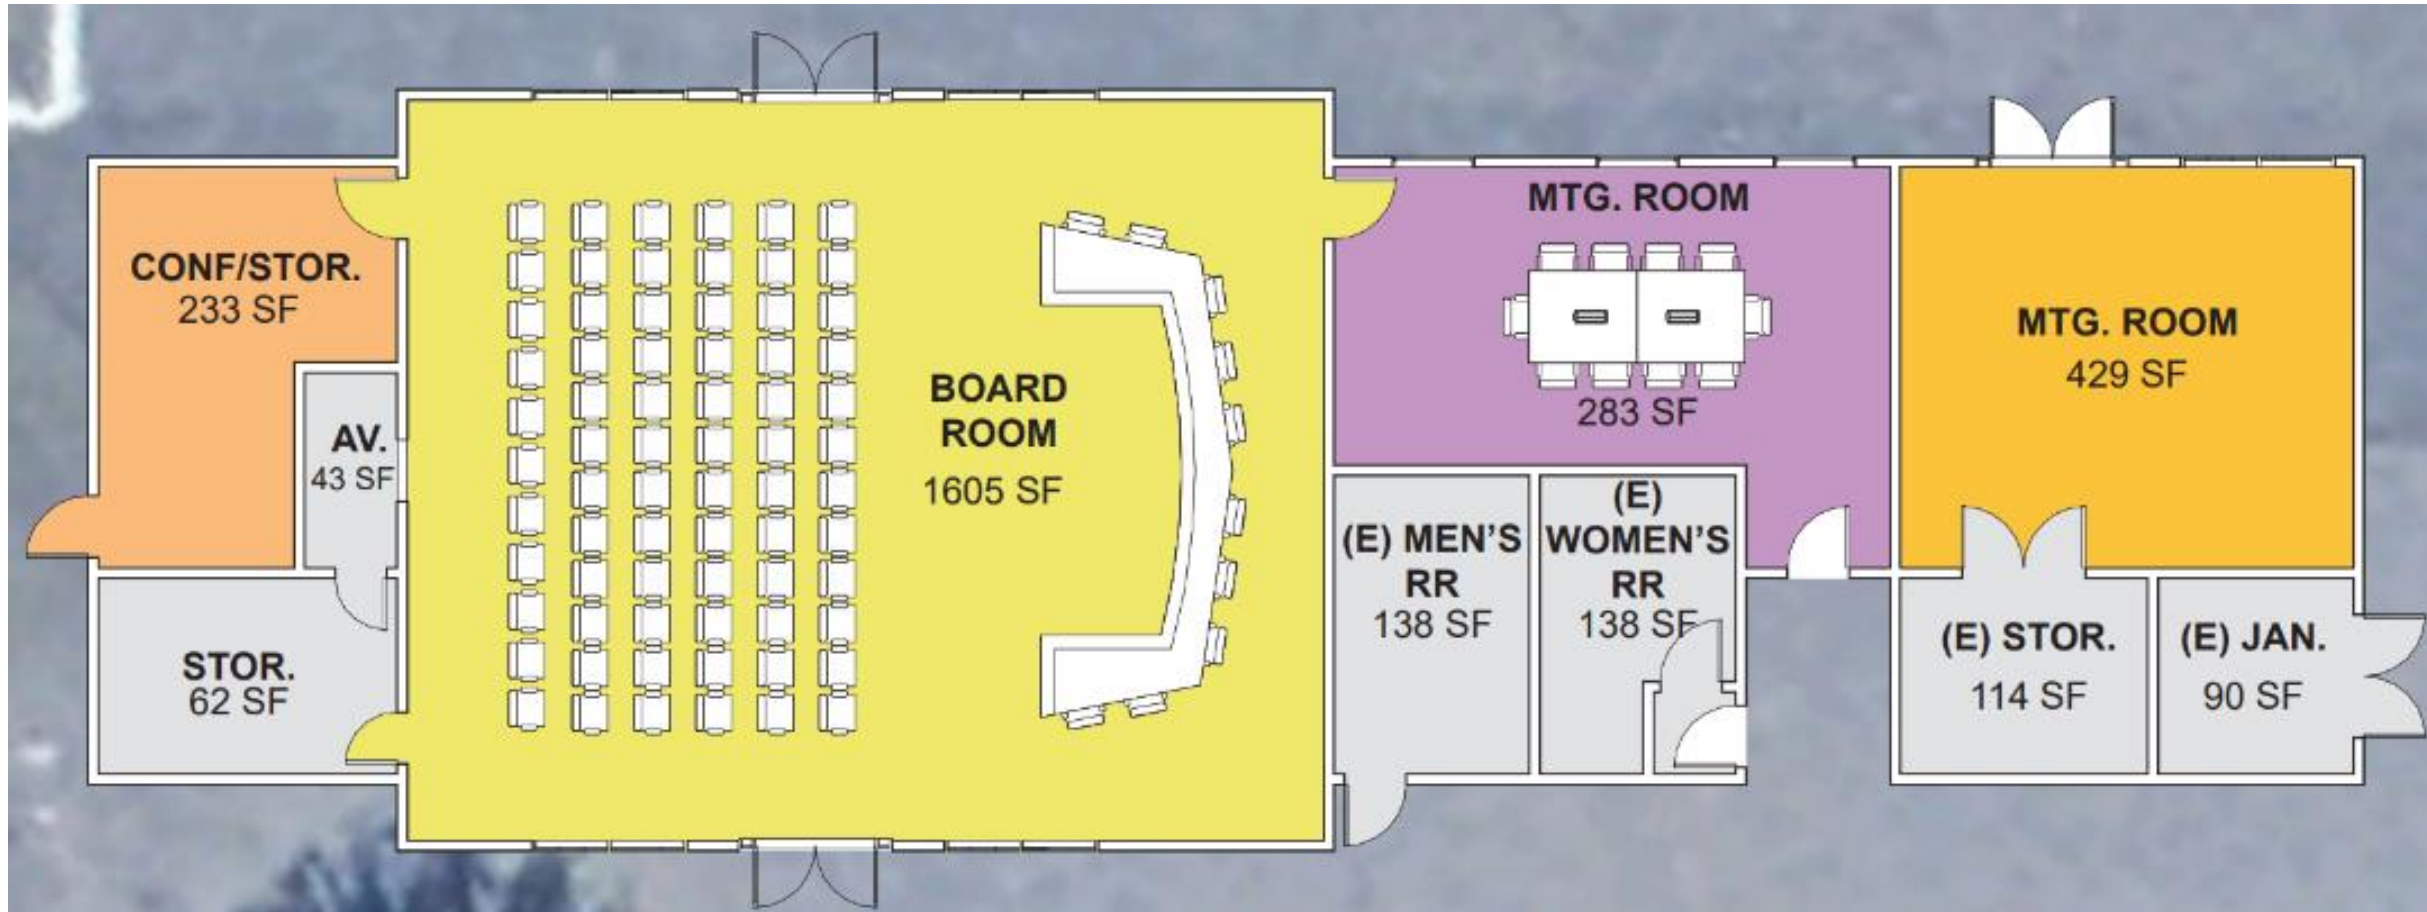 CONF/STOR.
233 SF
AV.
43 SF
STOR.
62 SF
BOARD
ROOM
1605 SF
MTG. ROOM
283 SF
(E) MEN'S
RR
138 SF
(E)
WOMEN'S
RR
138 SF
MTG. ROOM
429 SF
(E) STOR.
114 SF
(E) JAN.
90 SF